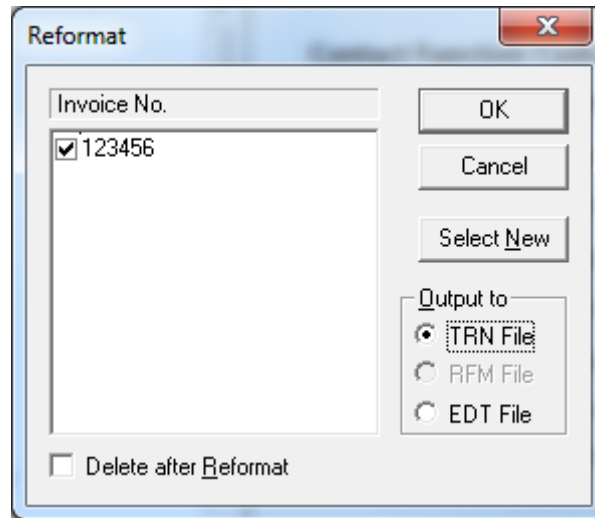 Reformat
Invoice No.
123456
OK
Cancel
Select New
Output to
TRN File
RFM File
EDT File
Delete after Reformat